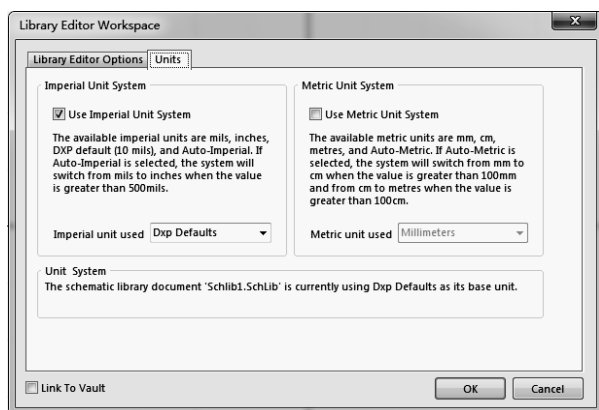 Library Editor Workspace
Library Editor Options Units
Imperial Unit System
Use Imperial Unit System
The available imperial units are mils, inches,
DXP default (10 mils), and Auto-Imperial. If
Auto-Imperial is selected, the system will
switch from mils to inches when the value
is greater than 500mils.
Imperial unit used Dxp Defaults
Metric Unit System
Use Metric Unit System
The available metric units are mm, cm,
metres, and Auto-Metric. If Auto-Metric is
selected, the system will switch from mm to
cm when the value is greater than 100mm
and from cm to metres when the value is
greater than 100cm.
Metric unit used Millimeters
Unit System
The schematic library document 'Schlib1.SchLib' is currently using Dxp Defaults as its base unit.
Link To Vault
OK Cancel